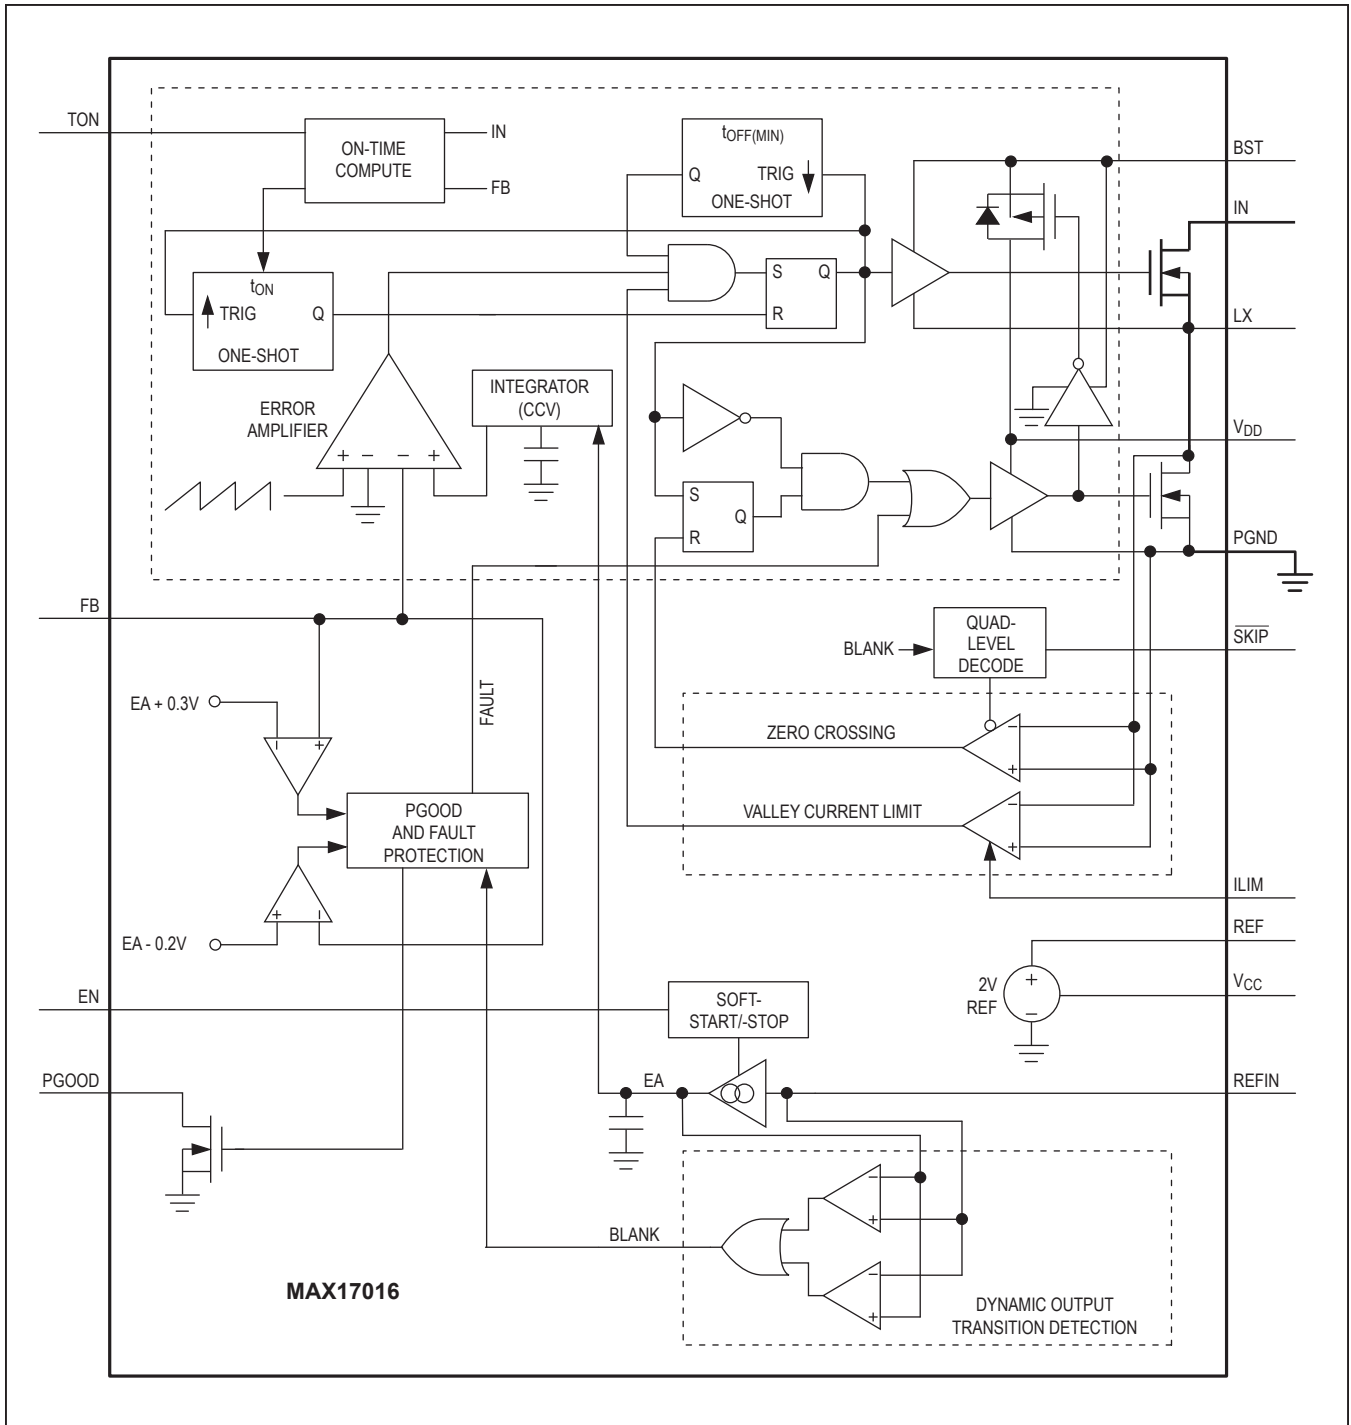 TON
ON-TIME
COMPUTE
IN
FB
tOFF(MIN)
Q TRIG
ONE-SHOT
BST
IN
tON
TRIG Q
ONE-SHOT
S Q
R
LX
ERROR
AMPLIFIER
+ − − +
INTEGRATOR
(CCV)
VDD
S
Q
R
PGND
FB
BLANK
QUAD-
LEVEL
DECODE
SKIP
EA + 0.3V
− +
FAULT
ZERO CROSSING
−
+
PGOOD
AND FAULT
PROTECTION
VALLEY CURRENT LIMIT
−
+
ILIM
EA - 0.2V
+ −
REF
2V
REF
+
−
VCC
EN
SOFT-
START/-STOP
PGOOD
EA
REFIN
−
+
BLANK
−
+
MAX17016
DYNAMIC OUTPUT
TRANSITION DETECTION